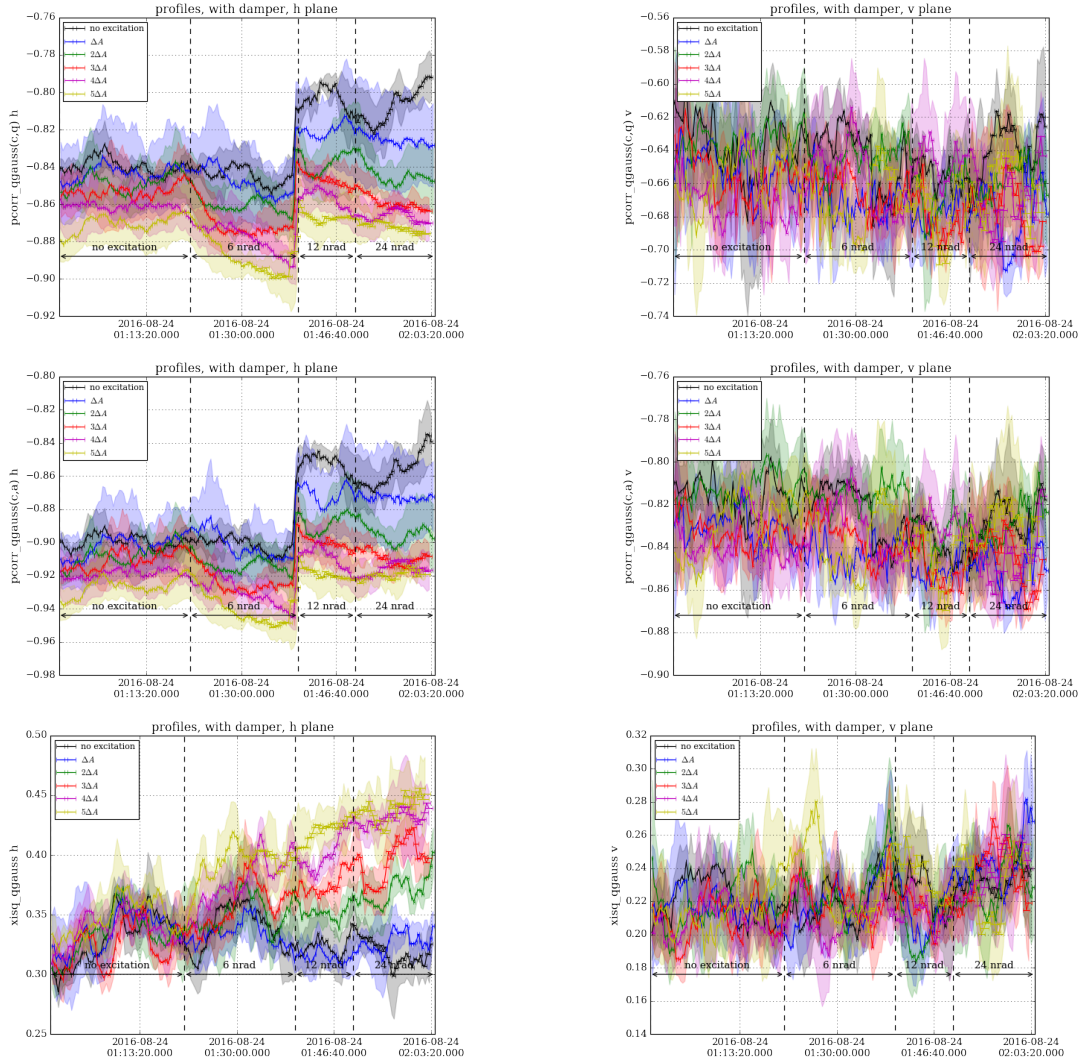 profiles, with damper, h plane
pcorr_qgauss(c,q) h
−0.76
−0.78
−0.80
−0.82
−0.84
−0.86
−0.88
−0.90
−0.92
no excitation
ΔA
2ΔA
3ΔA
4ΔA
5ΔA
no excitation
6 nrad
12 nrad
24 nrad
2016-08-24
01:13:20.000
2016-08-24
01:30:00.000
2016-08-24
01:46:40.000
2016-08-24
02:03:20.000
profiles, with damper, v plane
pcorr_qgauss(c,q) v
−0.56
−0.58
−0.60
−0.62
−0.64
−0.66
−0.68
−0.70
−0.72
−0.74
no excitation
ΔA
2ΔA
3ΔA
4ΔA
5ΔA
no excitation
6 nrad
12 nrad
24 nrad
2016-08-24
01:13:20.000
2016-08-24
01:30:00.000
2016-08-24
01:46:40.000
2016-08-24
02:03:20.000
profiles, with damper, h plane
pcorr_qgauss(c,a) h
−0.80
−0.82
−0.84
−0.86
−0.88
−0.90
−0.92
−0.94
−0.96
−0.98
no excitation
ΔA
2ΔA
3ΔA
4ΔA
5ΔA
no excitation
6 nrad
12 nrad
24 nrad
2016-08-24
01:13:20.000
2016-08-24
01:30:00.000
2016-08-24
01:46:40.000
2016-08-24
02:03:20.000
profiles, with damper, v plane
pcorr_qgauss(c,a) v
−0.76
−0.78
−0.80
−0.82
−0.84
−0.86
−0.88
−0.90
no excitation
ΔA
2ΔA
3ΔA
4ΔA
5ΔA
no excitation
6 nrad
12 nrad
24 nrad
2016-08-24
01:13:20.000
2016-08-24
01:30:00.000
2016-08-24
01:46:40.000
2016-08-24
02:03:20.000
profiles, with damper, h plane
xisq_qgauss h
0.50
0.45
0.40
0.35
0.30
0.25
no excitation
ΔA
2ΔA
3ΔA
4ΔA
5ΔA
no excitation
6 nrad
12 nrad
24 nrad
2016-08-24
01:13:20.000
2016-08-24
01:30:00.000
2016-08-24
01:46:40.000
2016-08-24
02:03:20.000
profiles, with damper, v plane
xisq_qgauss v
0.32
0.30
0.28
0.26
0.24
0.22
0.20
0.18
0.16
0.14
no excitation
ΔA
2ΔA
3ΔA
4ΔA
5ΔA
no excitation
6 nrad
12 nrad
24 nrad
2016-08-24
01:13:20.000
2016-08-24
01:30:00.000
2016-08-24
01:46:40.000
2016-08-24
02:03:20.000